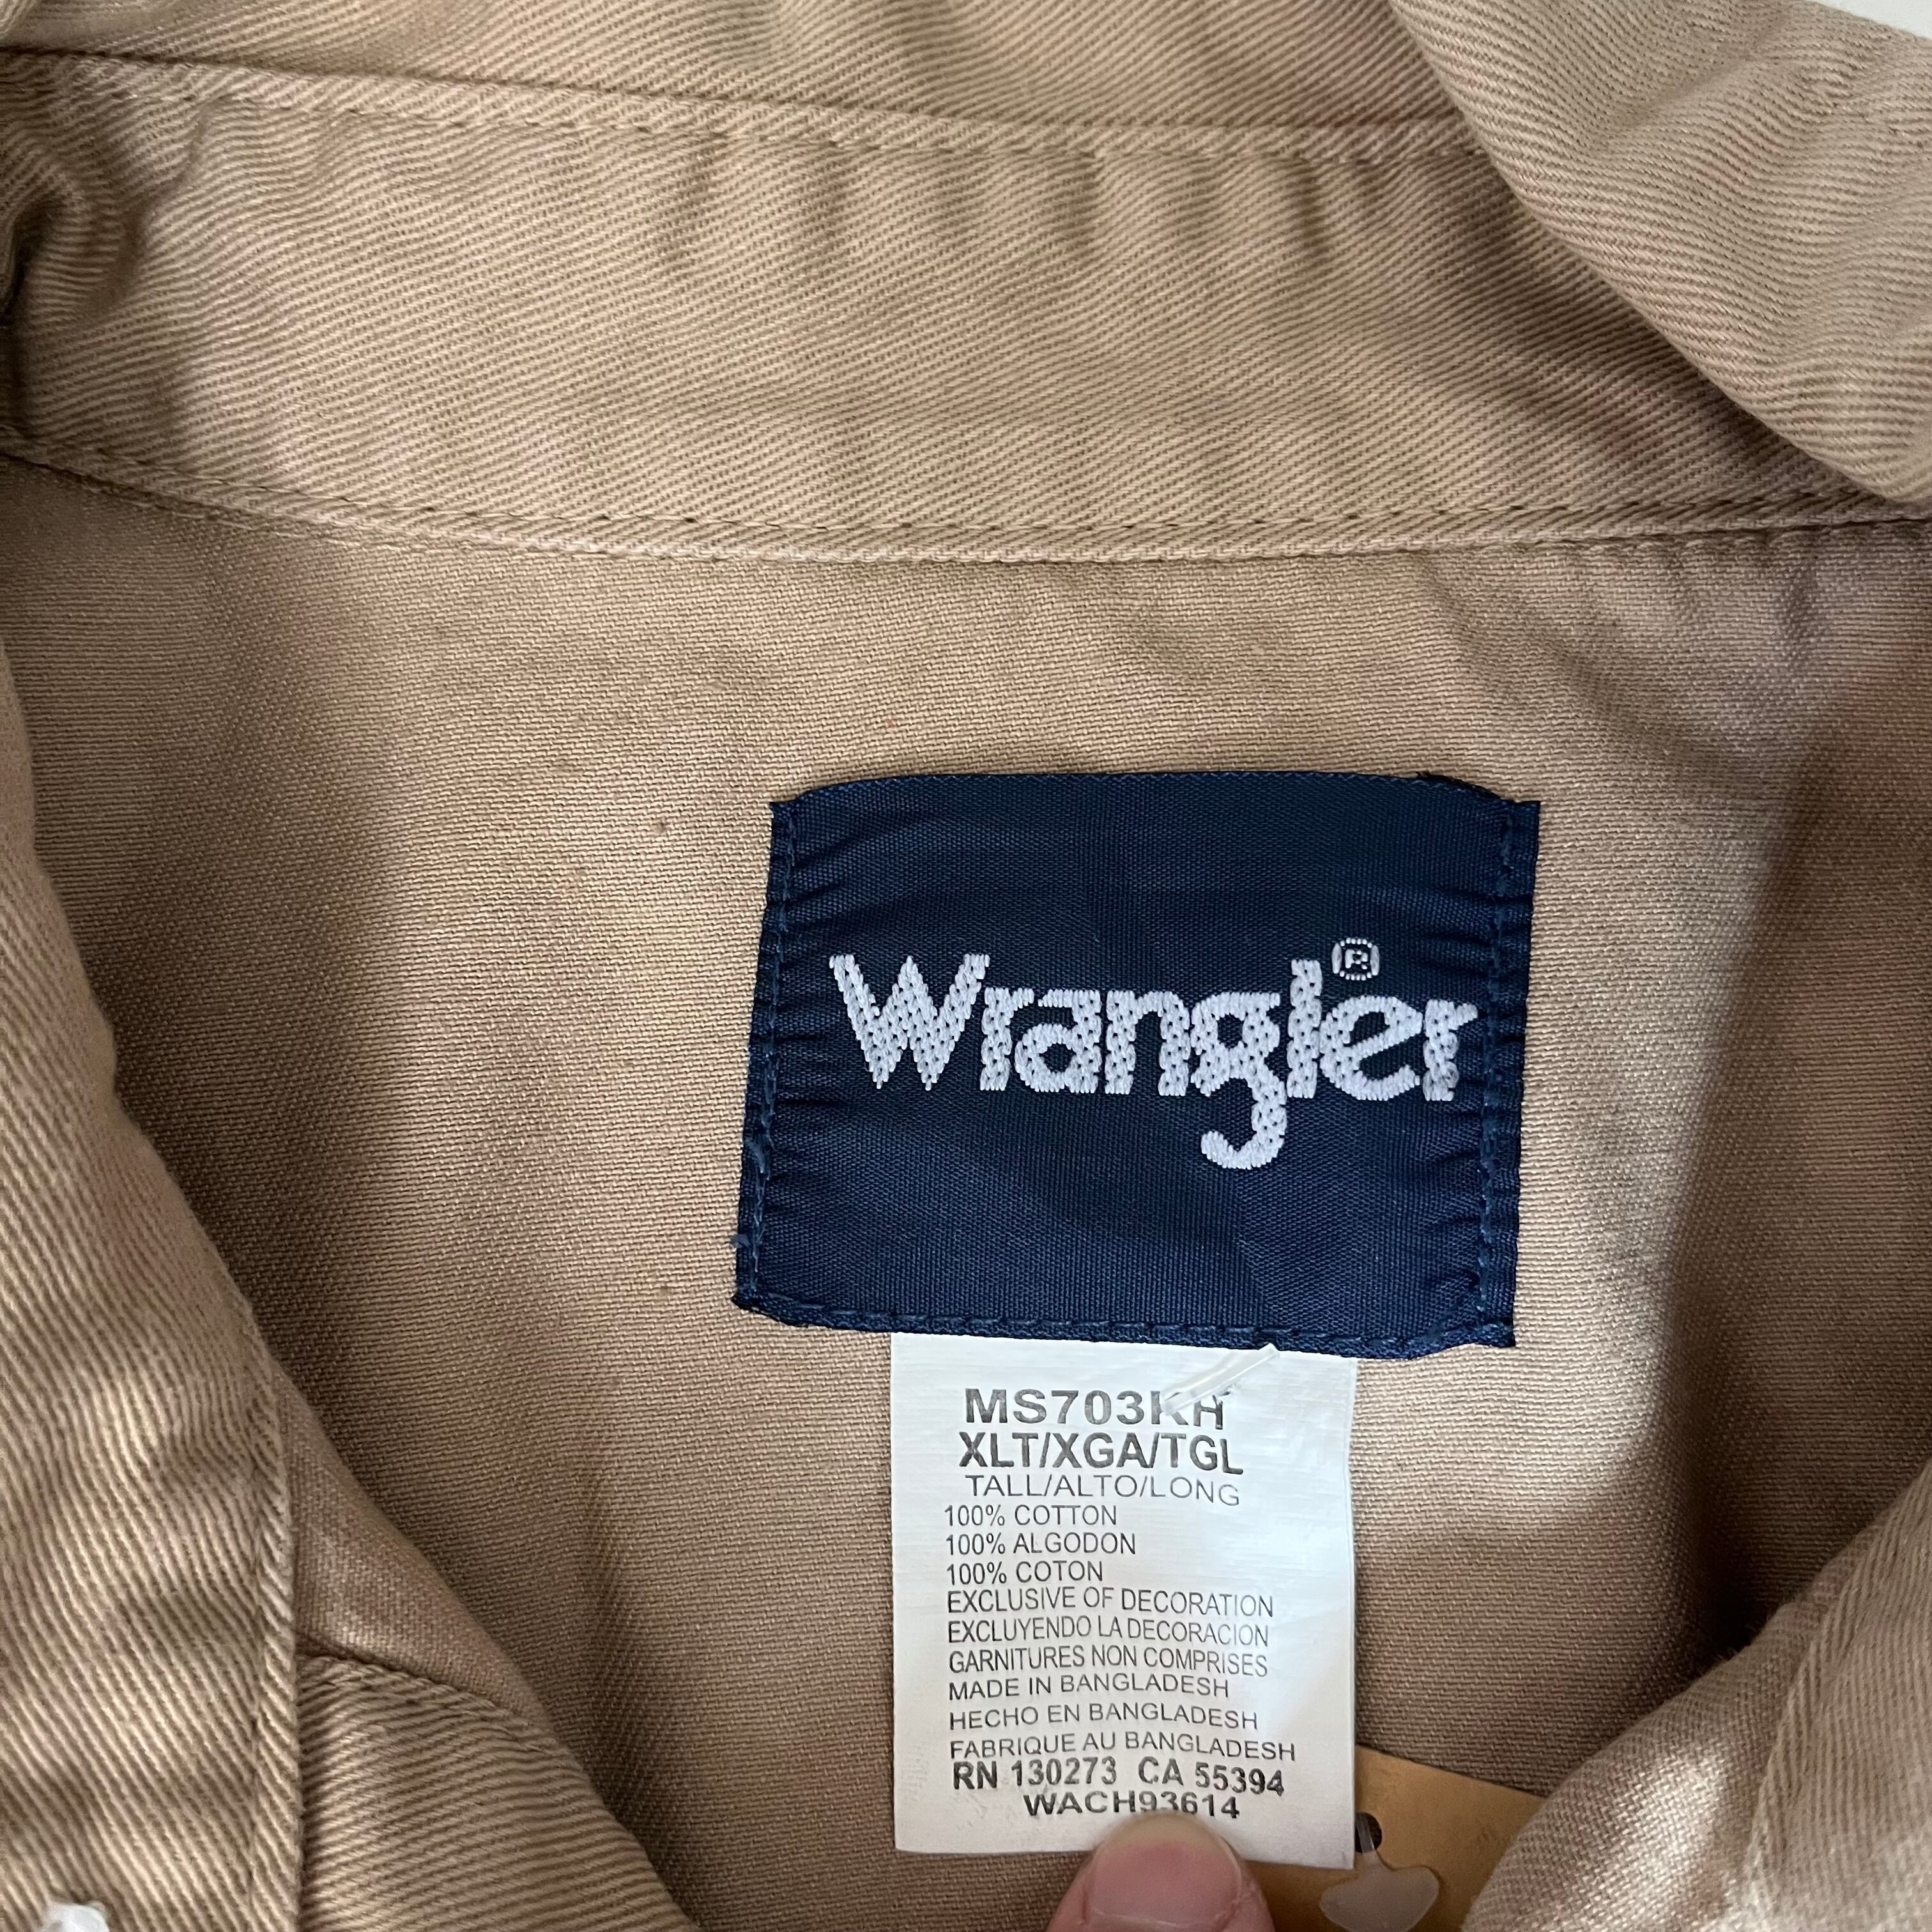 Wrangler®
MS703KH
XLT/XGA/TGL
TALL/ALTO/LONG
100% COTTON
100% ALGODON
100% COTON
EXCLUSIVE OF DECORATION
EXCLUYENDO LA DECORACION
GARNITURES NON COMPRISES
MADE IN BANGLADESH
HECHO EN BANGLADESH
FABRIQUE AU BANGLADESH
RN 130273 CA 55394
WACH93614